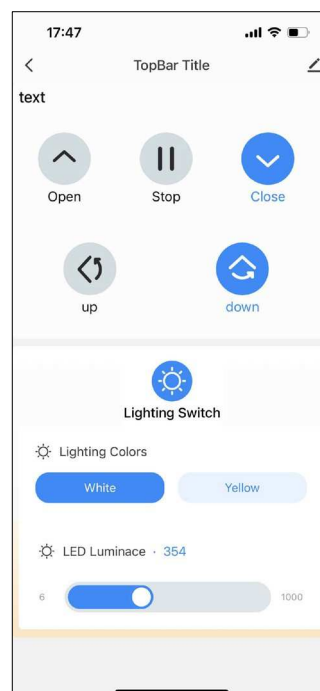 17:47
TopBar Title
text
Open Stop Close
up down
Lighting Switch
Lighting Colors
White Yellow
LED Luminace · 354
6 1000